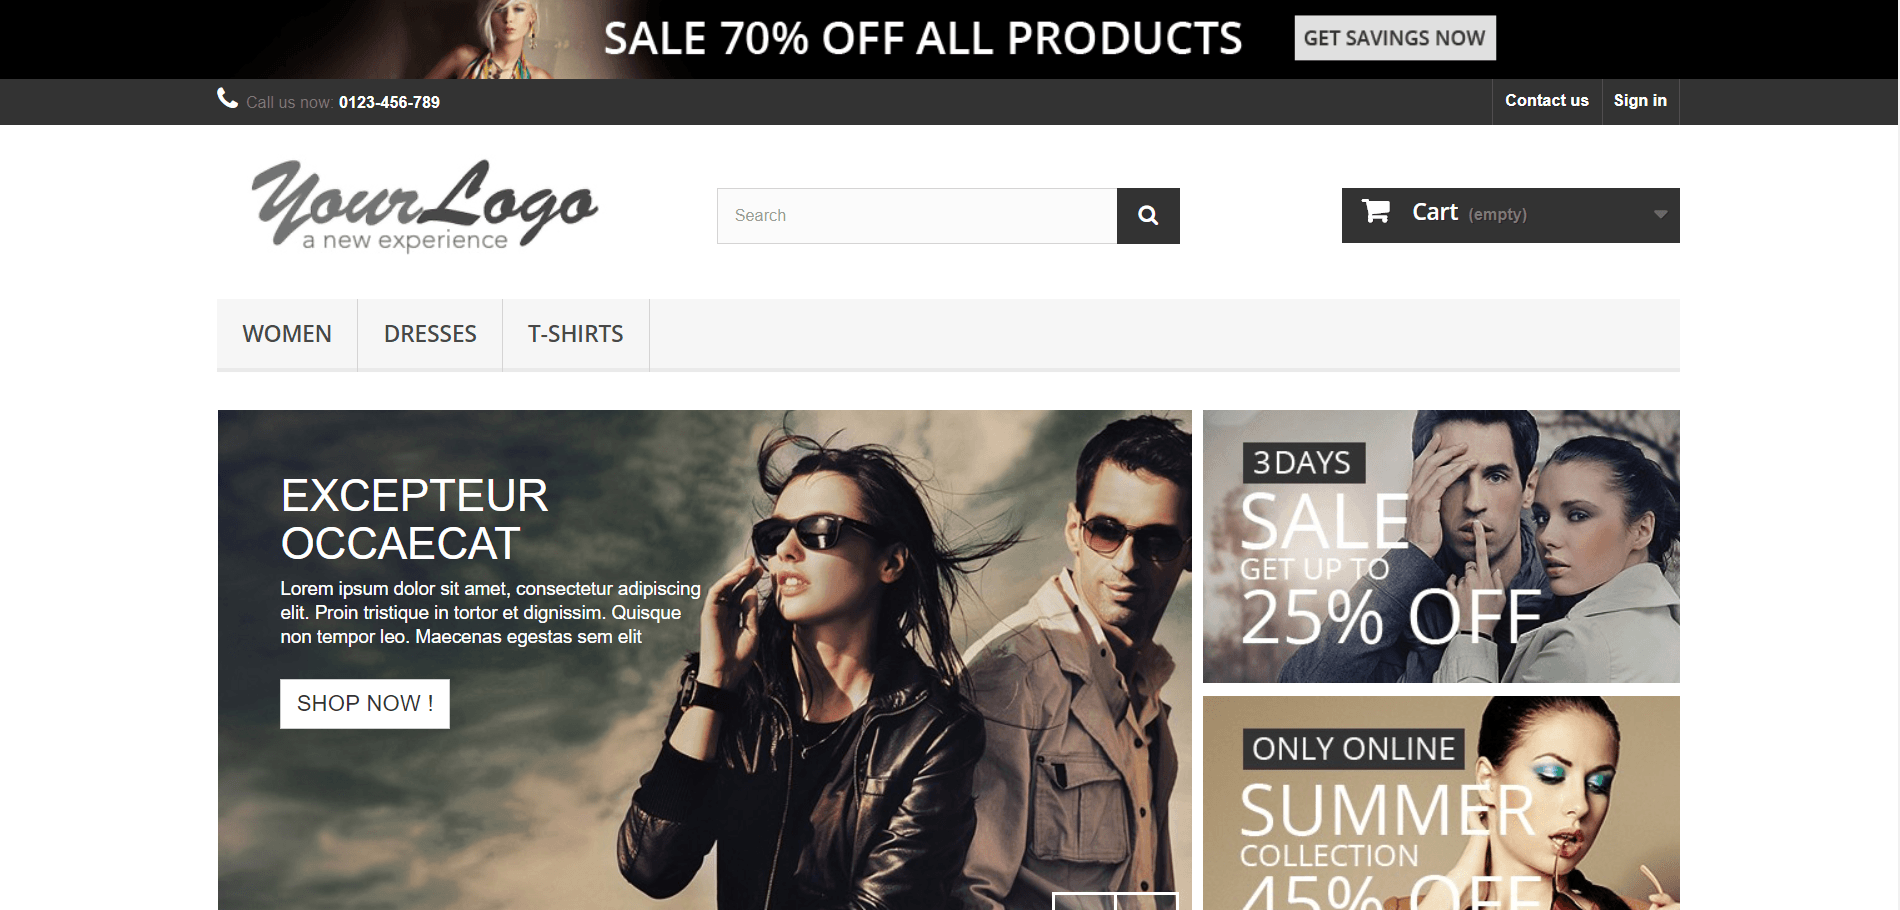 SALE 70% OFF ALL PRODUCTS
GET SAVINGS NOW
Call us now: 0123-456-789
Contact us
Sign in
YourLogo
a new experience
Search
Cart (empty)
WOMEN
DRESSES
T-SHIRTS
EXCEPTEUR
OCCAECAT
Lorem ipsum dolor sit amet, consectetur adipiscing
elit. Proin tristique in tortor et dignissim. Quisque
non tempor leo. Maecenas egestas sem elit
SHOP NOW !
3 DAYS
SALE
GET UP TO
25% OFF
ONLY ONLINE
SUMMER
COLLECTION
45% OFF